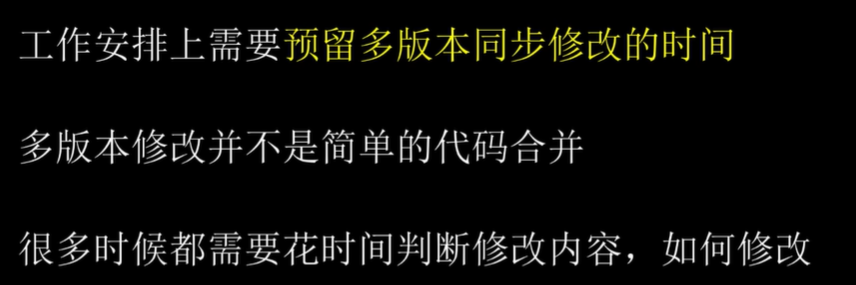 工作安排上需要预留多版本同步修改的时间
多版本修改并不是简单的代码合并
很多时候都需要花时间判断修改内容，如何修改